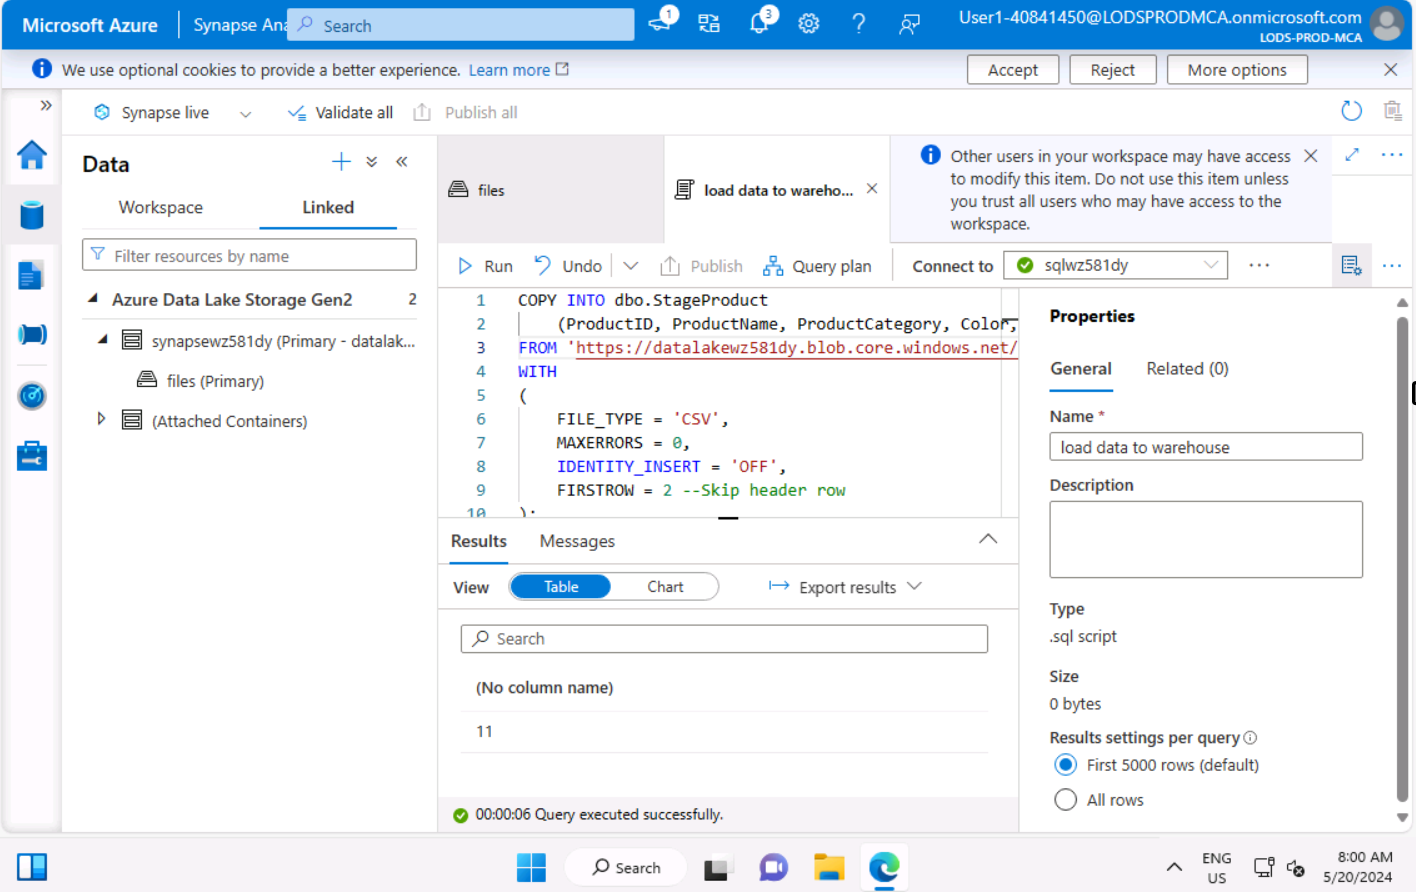 Microsoft Azure
Synapse Ana
Search
1
3
User1-40841450@LODSPRODMCA.onmicrosoft.com
LODS-PROD-MCA
We use optional cookies to provide a better experience. Learn more
Accept
Reject
More options
Synapse live
Validate all
Publish all
Data
Workspace
Linked
Filter resources by name
Azure Data Lake Storage Gen2 2
synapsewz581dy (Primary - datalak...
files (Primary)
(Attached Containers)
files
load data to wareho...
Other users in your workspace may have access
to modify this item. Do not use this item unless
you trust all users who may have access to the
workspace.
Run
Undo
Publish
Query plan
Connect to
sqlwz581dy
1 COPY INTO dbo.StageProduct
2 (ProductID, ProductName, ProductCategory, Color,
3 FROM 'https://datalakewz581dy.blob.core.windows.net/
4 WITH
5 (
6 FILE_TYPE = 'CSV',
7 MAXERRORS = 0,
8 IDENTITY_INSERT = 'OFF',
9 FIRSTROW = 2 --Skip header row
10 );
Results
Messages
View
Table
Chart
Export results
Search
(No column name)
11
00:00:06 Query executed successfully.
Properties
General
Related (0)
Name *
load data to warehouse
Description
Type
.sql script
Size
0 bytes
Results settings per query
First 5000 rows (default)
All rows
Search
ENG
US
8:00 AM
5/20/2024